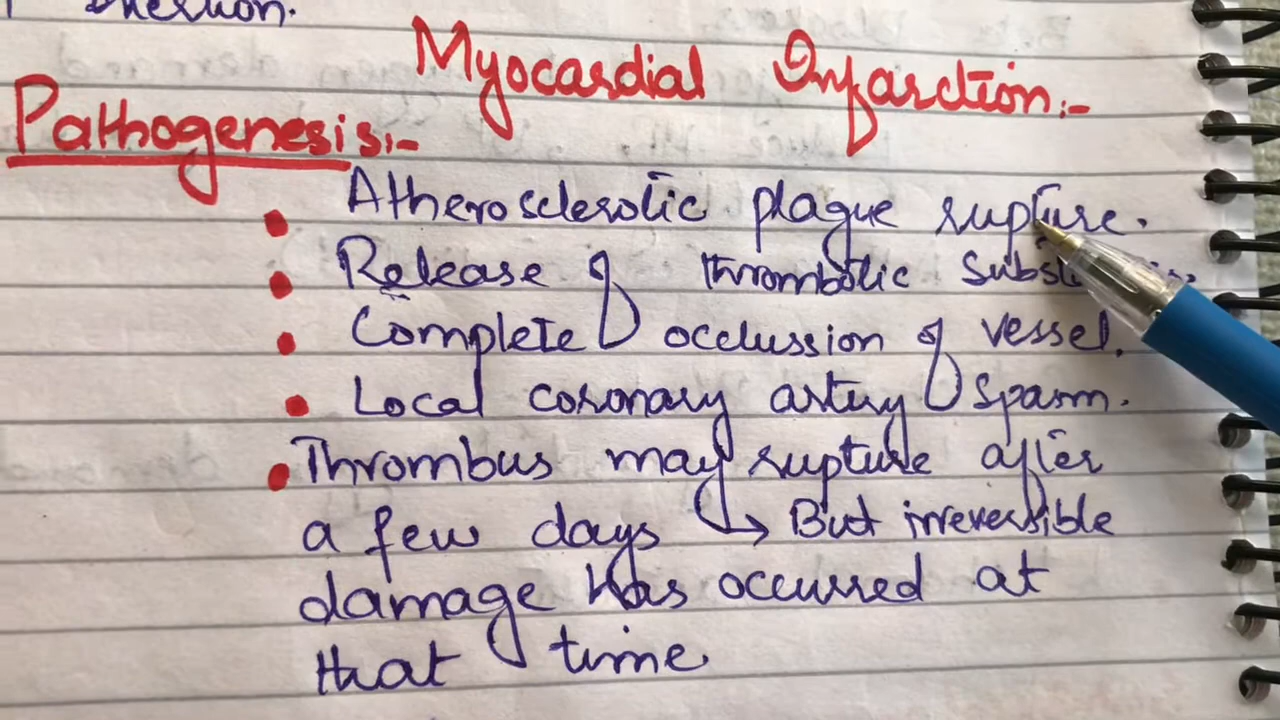 Myocardial Infarction:-
Pathogenesis:-
Atherosclerotic plague rupture.
Release of thrombotic
Complete occlussion of vessel.
Local coronary artery spasm.
Thrombus may rupture after
a few days → But irreversible
damage has occurred at
that time